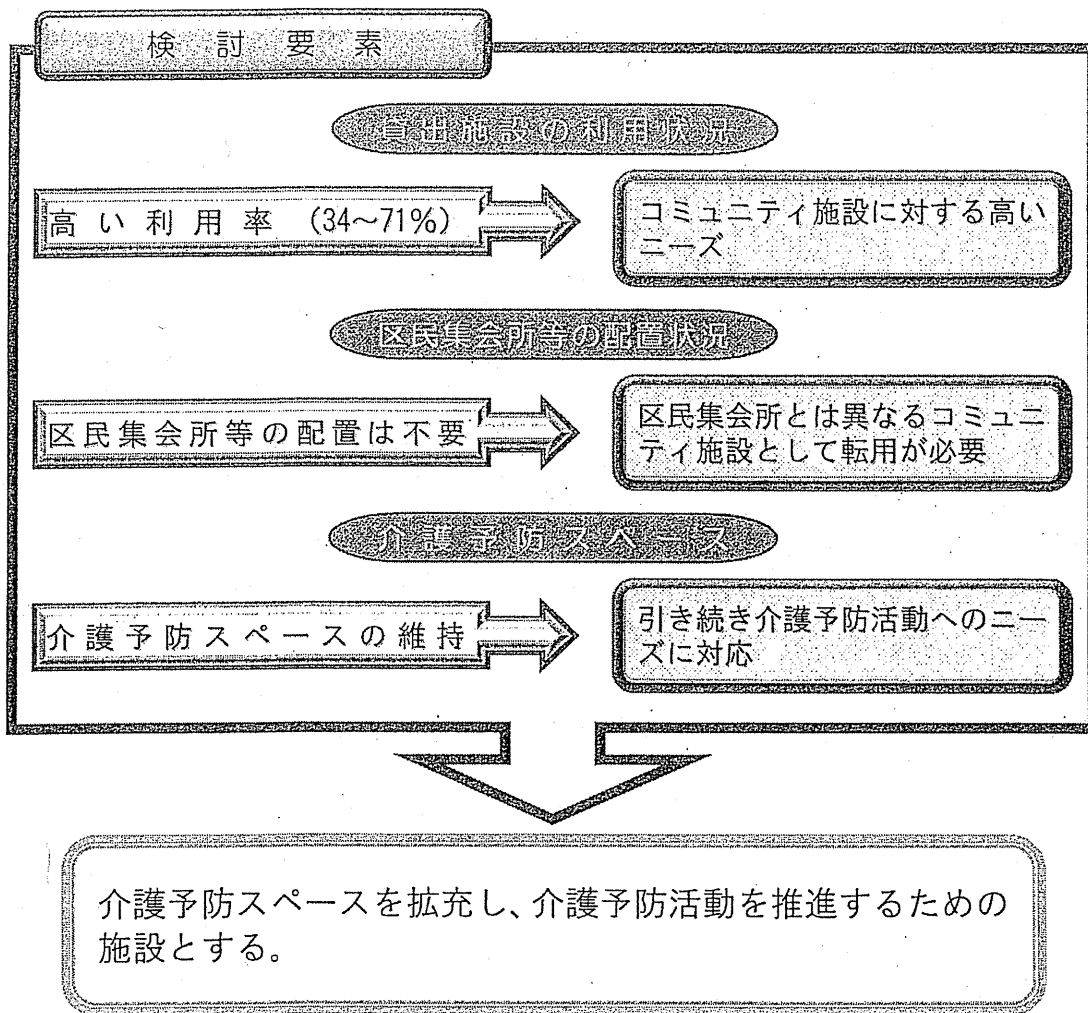 検討要素
貸出施設の利用状況
高い利用率 (34~71%)
コミュニティ施設に対する高い
ニーズ
区民集会所等の配置状況
区民集会所等の配置は不要
区民集会所とは異なるコミュニ
ティ施設として転用が必要
介護予防スペース
介護予防スペースの維持
引き続き介護予防活動へのニー
ズに対応
介護予防スペースを拡充し、介護予防活動を推進するための
施設とする。